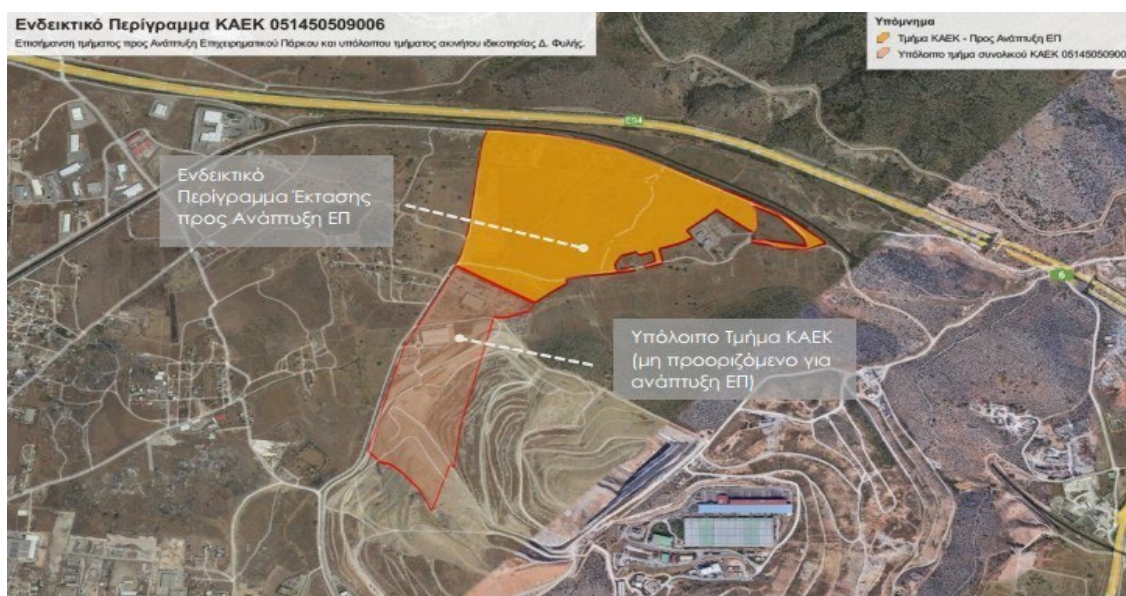 Ενδεικτικό Περίγραμμα ΚΑΕΚ 051450509006
Επισήμανση τμήματος προς Ανάπτυξη Επιχειρηματικού Πάρκου και υπόλοιπου τμήματος ακινήτου ιδιοκτησίας Δ. Φυλής.
Υπόμνημα
Τμήμα ΚΑΕΚ - Προς Ανάπτυξη ΕΠ
Υπόλοιπο τμήμα συνολικού ΚΑΕΚ 05145050900
E94
Ενδεικτικό
Περίγραμμα Έκτασης
προς Ανάπτυξη ΕΠ
6
Υπόλοιπο Τμήμα ΚΑΕΚ
(μη προοριζόμενο για
ανάπτυξη ΕΠ)